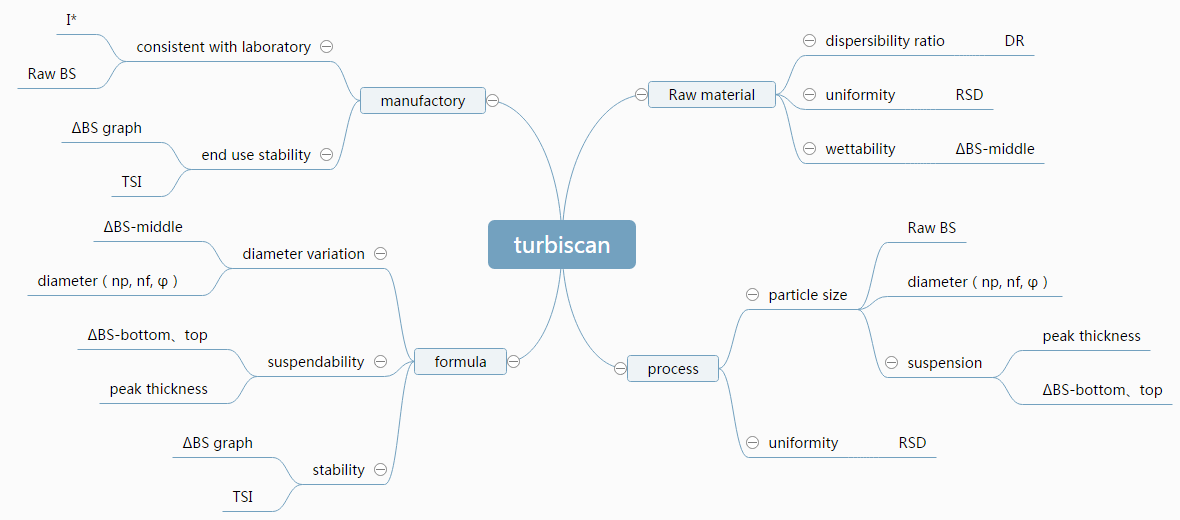 turbiscan
manufactory
consistent with laboratory
I*
Raw BS
end use stability
ΔBS graph
TSI
formula
diameter variation
ΔBS-middle
diameter ( np, nf, φ )
suspendability
ΔBS-bottom、top
peak thickness
stability
ΔBS graph
TSI
Raw material
dispersibility ratio DR
uniformity RSD
wettability ΔBS-middle
process
particle size
Raw BS
diameter ( np, nf, φ )
suspension
peak thickness
ΔBS-bottom、top
uniformity RSD